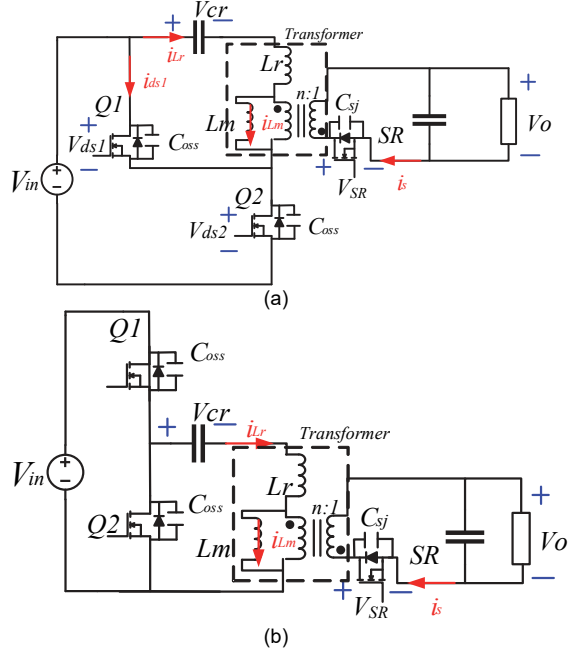 + Vcr −
iLr
Transformer
Lr
ids1
Q1
n:1
Csj
Lm
iLm
SR
+ Vo −
+
Vds1
−
Coss
+ VSR −
is
Vin
Q2
+
Vds2
−
Coss
(a)
Q1
Coss
+ Vcr −
iLr
Transformer
Vin
Lr
Coss
Q2
n:1
Csj
Lm
iLm
SR
+ Vo −
+ VSR −
is
(b)